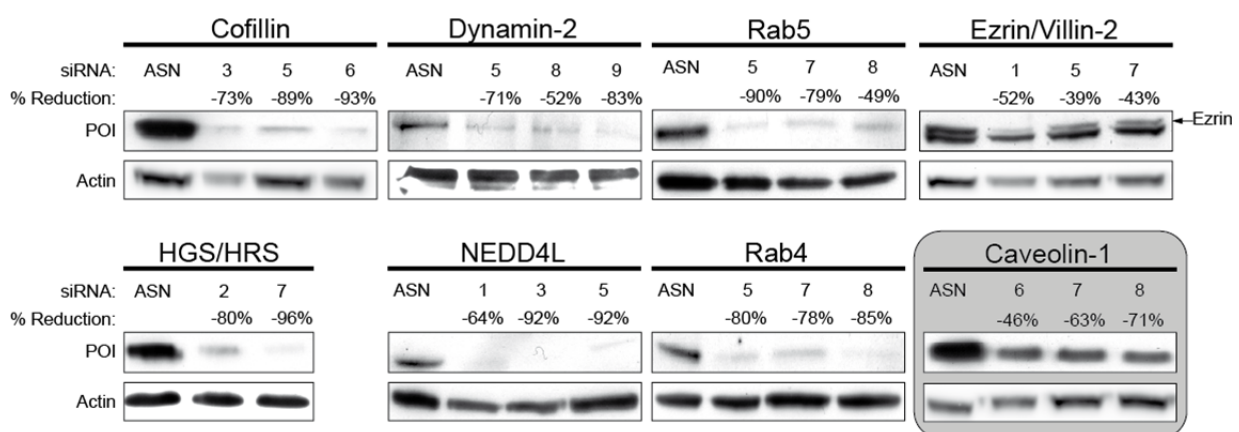 Cofillin Dynamin-2 Rab5 Ezrin/Villin-2
siRNA: ASN 3 5 6 ASN 5 8 9 ASN 5 7 8 ASN 1 5 7
% Reduction: -73% -89% -93% -71% -52% -83% -90% -79% -49% -52% -39% -43%
POI Ezrin
Actin
HGS/HRS NEDD4L Rab4 Caveolin-1
siRNA: ASN 2 7 ASN 1 3 5 ASN 5 7 8 ASN 6 7 8
% Reduction: -80% -96% -64% -92% -92% -80% -78% -85% -46% -63% -71%
POI
Actin